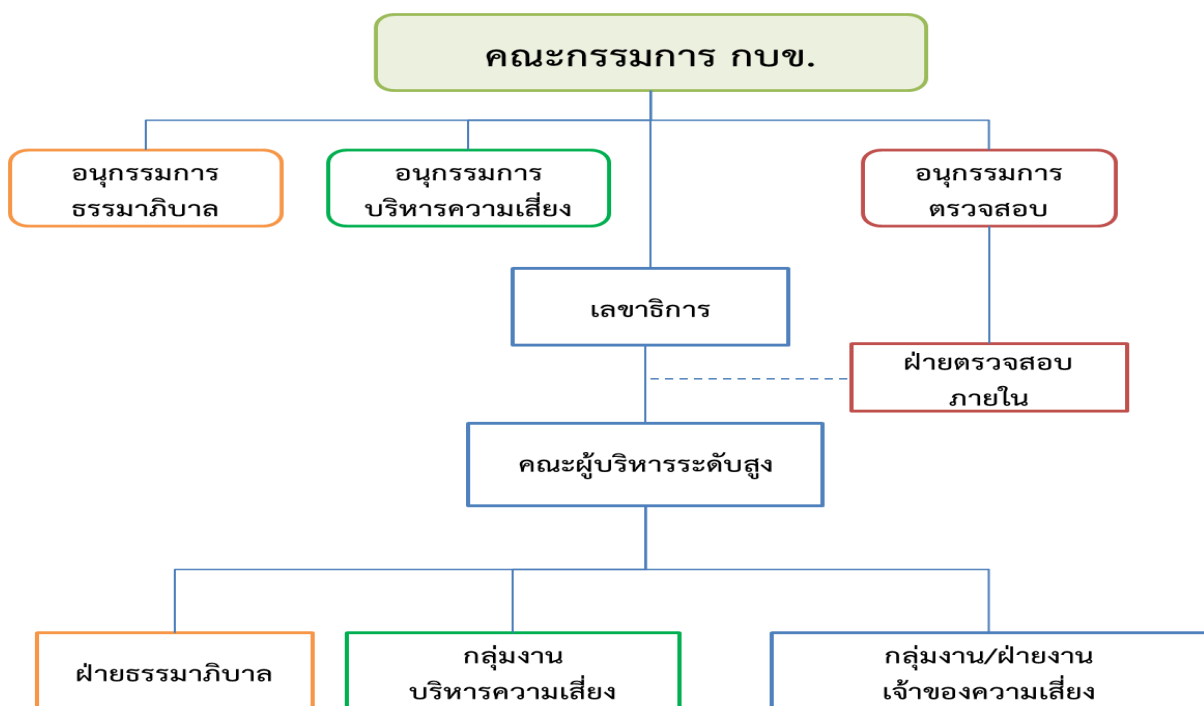 คณะกรรมการ กบข.
อนุกรรมการ
ธรรมาภิบาล
อนุกรรมการ
บริหารความเสี่ยง
อนุกรรมการ
ตรวจสอบ
เลขาธิการ
ฝ่ายตรวจสอบ
ภายใน
คณะผู้บริหารระดับสูง
ฝ่ายธรรมาภิบาล
กลุ่มงาน
บริหารความเสี่ยง
กลุ่มงาน/ฝ่ายงาน
เจ้าของความเสี่ยง